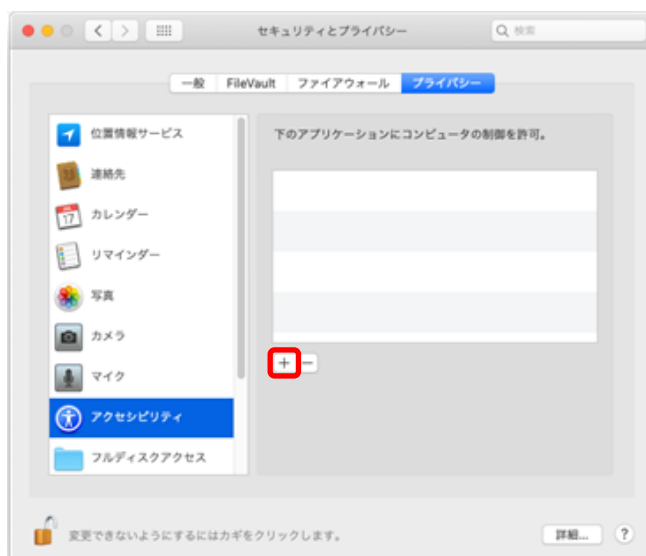 セキュリティとプライバシー
検索
一般 FileVault ファイアウォール プライバシー
位置情報サービス
連絡先
カレンダー
17
リマインダー
写真
カメラ
マイク
アクセシビリティ
フルディスクアクセス
下のアプリケーションにコンピュータの制御を許可。
+ −
変更できないようにするにはカギをクリックします。
詳細... ?